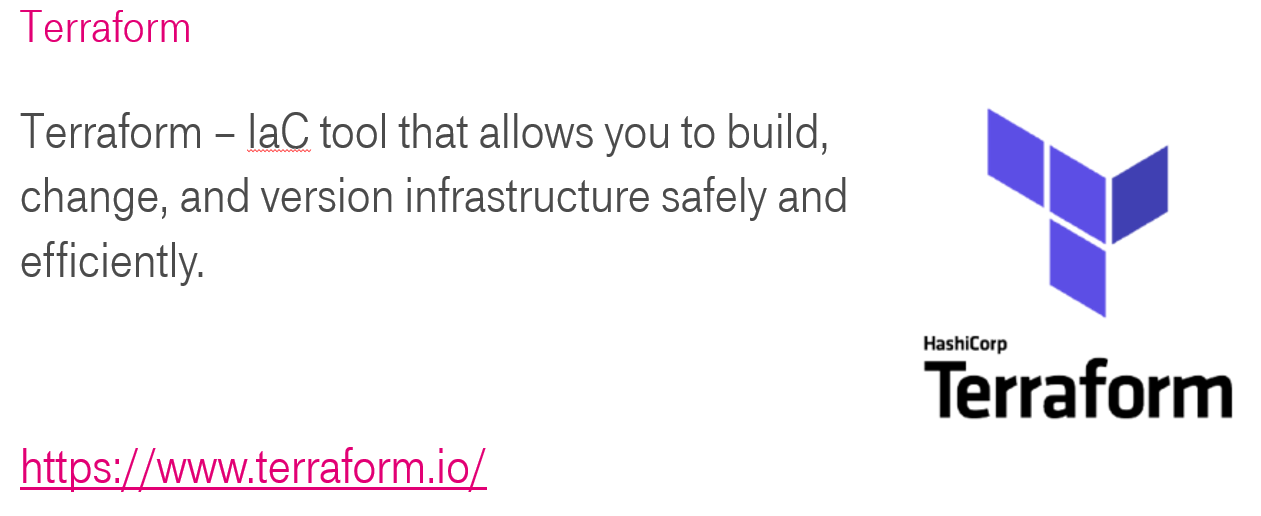 Terraform
Terraform – IaC tool that allows you to build,
change, and version infrastructure safely and
efficiently.
HashiCorp
Terraform
https://www.terraform.io/